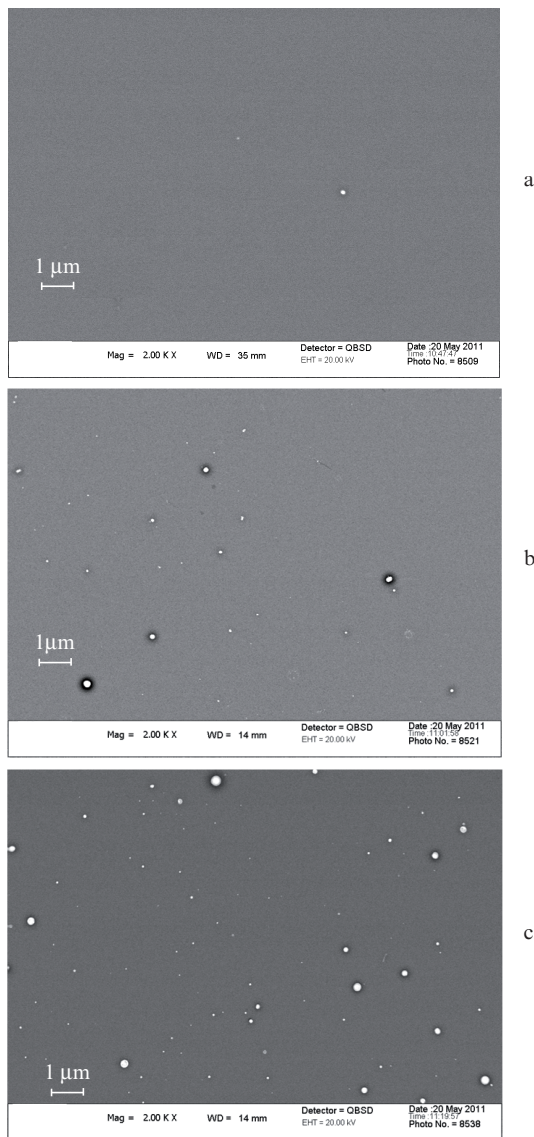 a
1 µm
Mag = 2.00 K X WD = 35 mm Detector = QBSD EHT = 20.00 kV Date :20 May 2011 Time :10:47:47 Photo No. = 8509
b
1µm
Mag = 2.00 K X WD = 14 mm Detector = QBSD EHT = 20.00 kV Date :20 May 2011 Time :11:01:58 Photo No. = 8521
c
1 µm
Mag = 2.00 K X WD = 14 mm Detector = QBSD EHT = 20.00 kV Date :20 May 2011 Time :11:19:57 Photo No. = 8538